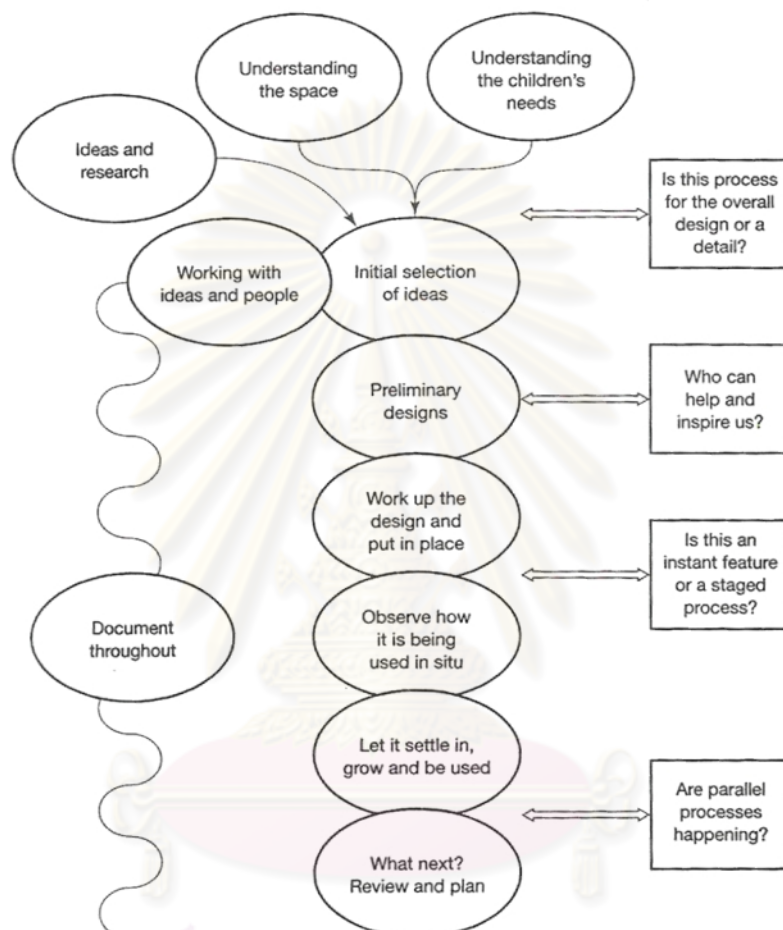 Understanding
the space
Understanding
the children's
needs
Ideas and
research
Is this process
for the overall
design or a
detail?
Working with
ideas and people
Initial selection
of ideas
Preliminary
designs
Who can
help and
inspire us?
Work up the
design and
put in place
Is this an
instant feature
or a staged
process?
Document
throughout
Observe how
it is being
used in situ
Let it settle in,
grow and be used
Are parallel
processes
happening?
What next?
Review and plan